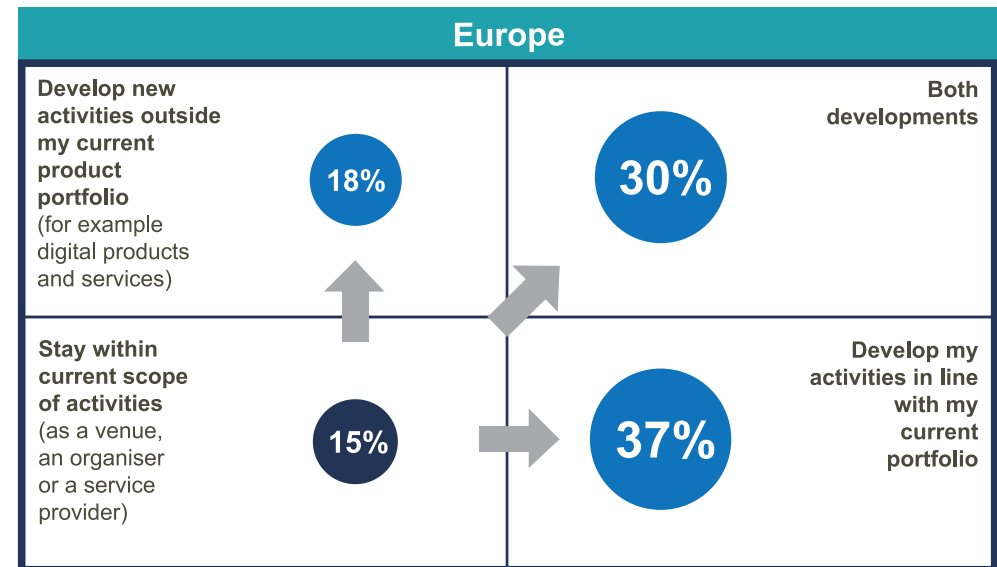 Europe
Develop new
activities outside
my current
product
portfolio
(for example
digital products
and services)
18%
30%
Both
developments
Stay within
current scope
of activities
(as a venue,
an organiser
or a service
provider)
15%
37%
Develop my
activities in line
with my
current
portfolio